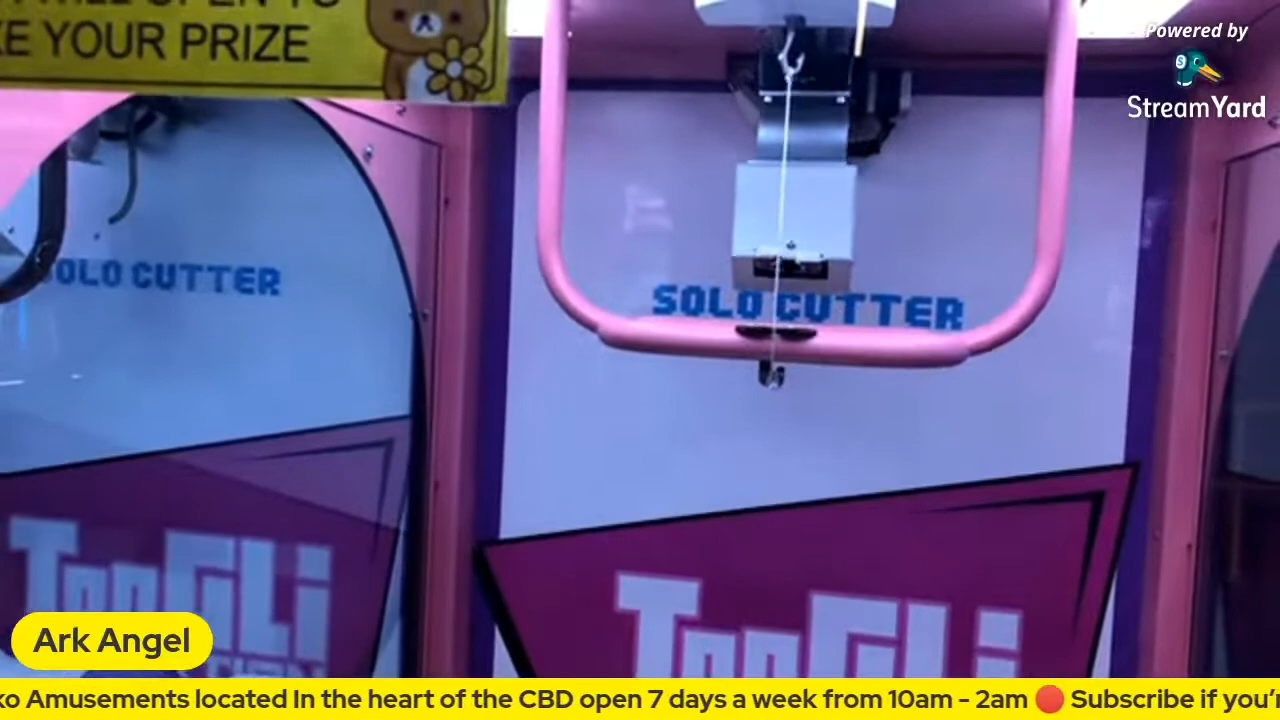 E YOUR PRIZE
Powered by
StreamYard
OLO CUTTER
SOLO CUTTER
Ark Angel
ko Amusements located In the heart of the CBD open 7 days a week from 10am - 2am 🔴 Subscribe if you'r